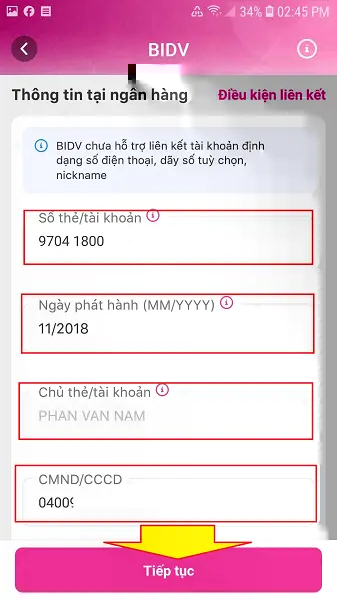 34% 02:45 PM
BIDV
Thông tin tại ngân hàng Điều kiện liên kết
BIDV chưa hỗ trợ liên kết tài khoản định
dạng số điện thoại, dãy số tuỳ chọn,
nickname
Số thẻ/tài khoản
9704 1800
Ngày phát hành (MM/YYYY)
11/2018
Chủ thẻ/tài khoản
PHAN VAN NAM
CMND/CCCD
04009
Tiếp tục